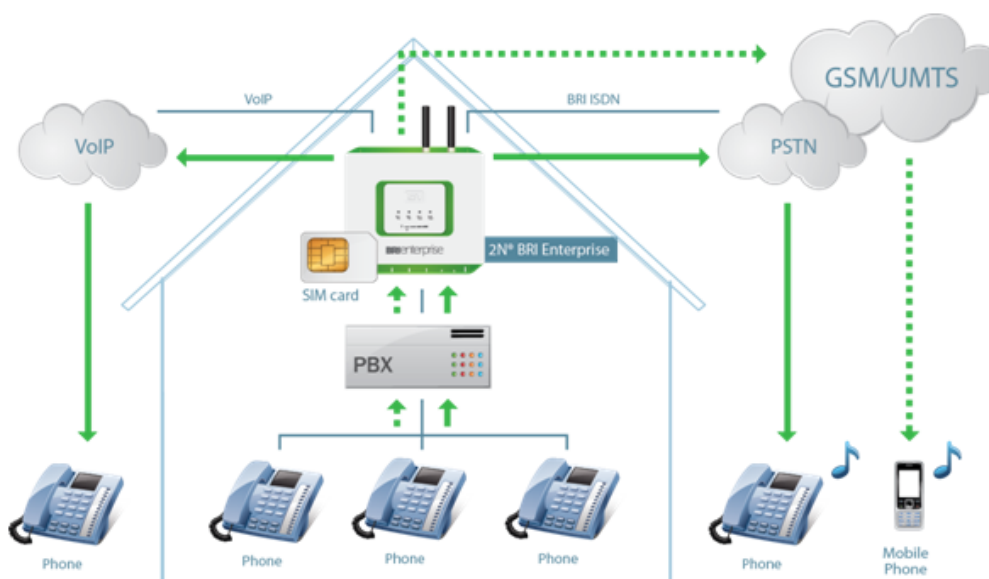 GSM/UMTS
VoIP
BRI ISDN
VoIP
PSTN
BRIenterprise
2N® BRI Enterprise
SIM card
PBX
Phone
Phone
Phone
Phone
Phone
Mobile
Phone